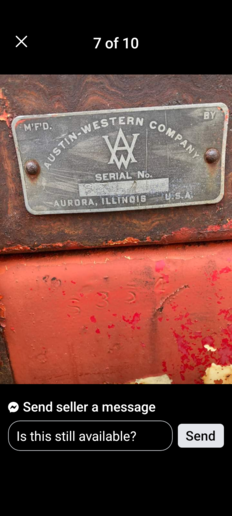 7 of 10
M'F'D. BY
AUSTIN-WESTERN COMPANY
AW
SERIAL No.
AURORA, ILLINOIS U.S.A.
Send seller a message
Is this still available?
Send